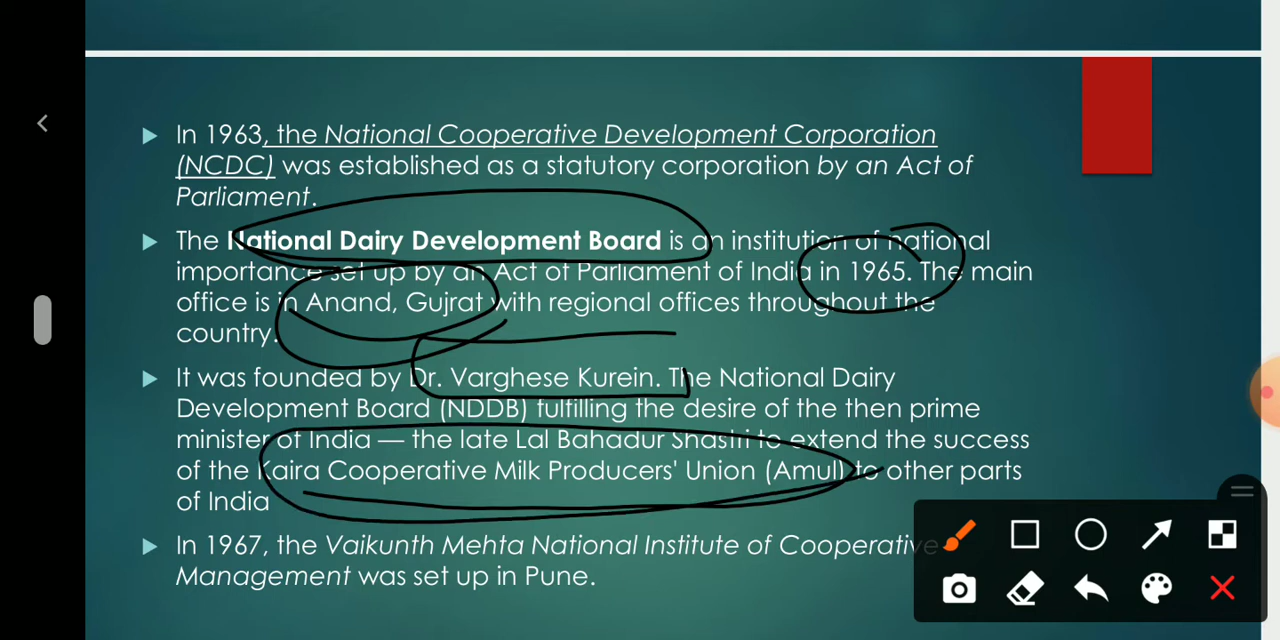 In 1963, the National Cooperative Development Corporation
(NCDC) was established as a statutory corporation by an Act of
Parliament.
The National Dairy Development Board is an institution of national
importance set up by an Act of Parliament of India in 1965. The main
office is in Anand, Gujrat with regional offices throughout the
country.
It was founded by Dr. Varghese Kurein. The National Dairy
Development Board (NDDB) fulfilling the desire of the then prime
minister of India — the late Lal Bahadur Shastri to extend the success
of the Kaira Cooperative Milk Producers' Union (Amul) to other parts
of India
In 1967, the Vaikunth Mehta National Institute of Cooperative
Management was set up in Pune.